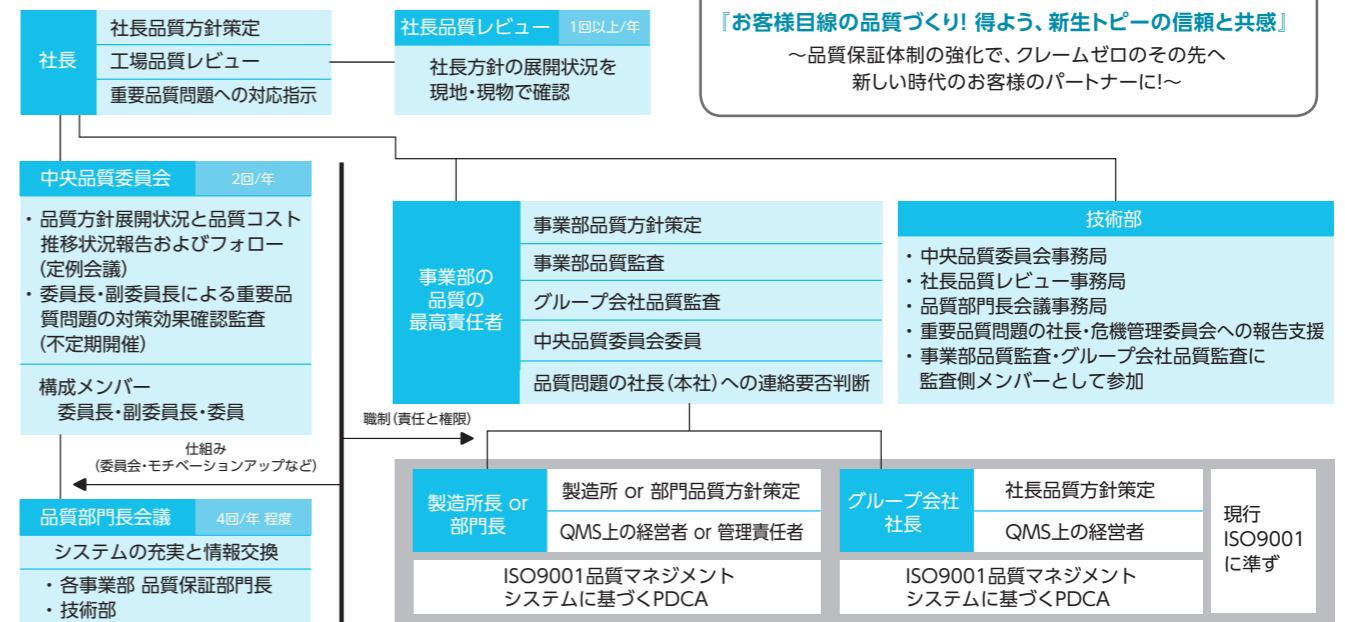 社長
社長品質方針策定
工場品質レビュー
重要品質問題への対応指示
社長品質レビュー 1回以上/年
社長方針の展開状況を
現地・現物で確認
『お客様目線の品質づくり! 得よう、新生トピーの信頼と共感』
～品質保証体制の強化で、クレームゼロのその先へ
新しい時代のお客様のパートナーに!～
中央品質委員会 2回/年
・品質方針展開状況と品質コスト
推移状況報告およびフォロー
(定例会議)
・委員長・副委員長による重要品
質問題の対策効果確認監査
(不定期開催)
構成メンバー
委員長・副委員長・委員
事業部の
品質の
最高責任者
事業部品質方針策定
事業部品質監査
グループ会社品質監査
中央品質委員会委員
品質問題の社長(本社)への連絡要否判断
技術部
・中央品質委員会事務局
・社長品質レビュー事務局
・品質部門長会議事務局
・重要品質問題の社長・危機管理委員会への報告支援
・事業部品質監査・グループ会社品質監査に
監査側メンバーとして参加
職制(責任と権限)
仕組み
(委員会・モチベーションアップなど)
品質部門長会議 4回/年 程度
システムの充実と情報交換
・各事業部 品質保証部門長
・技術部
製造所長 or
部門長
製造所 or 部門品質方針策定
QMS上の経営者 or 管理責任者
ISO9001品質マネジメント
システムに基づくPDCA
グループ会社
社長
社長品質方針策定
QMS上の経営者
ISO9001品質マネジメント
システムに基づくPDCA
現行
ISO9001
に準ず